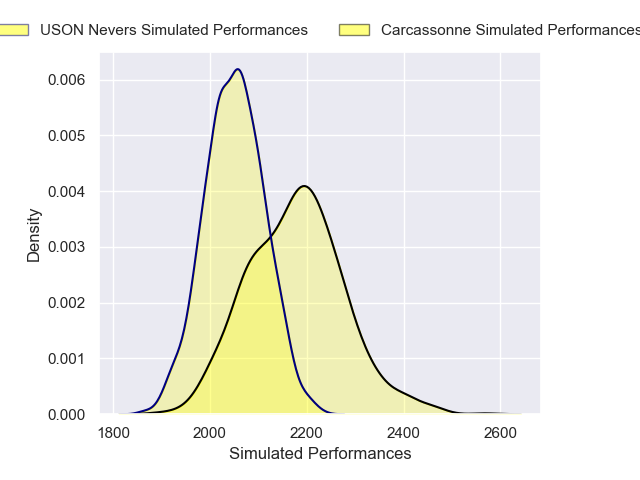 USON Nevers Simulated Performances Carcassonne Simulated Performances
0.006
0.005
0.004
0.003
0.002
0.001
0.000
Density
1800 2000 2200 2400 2600
Simulated Performances